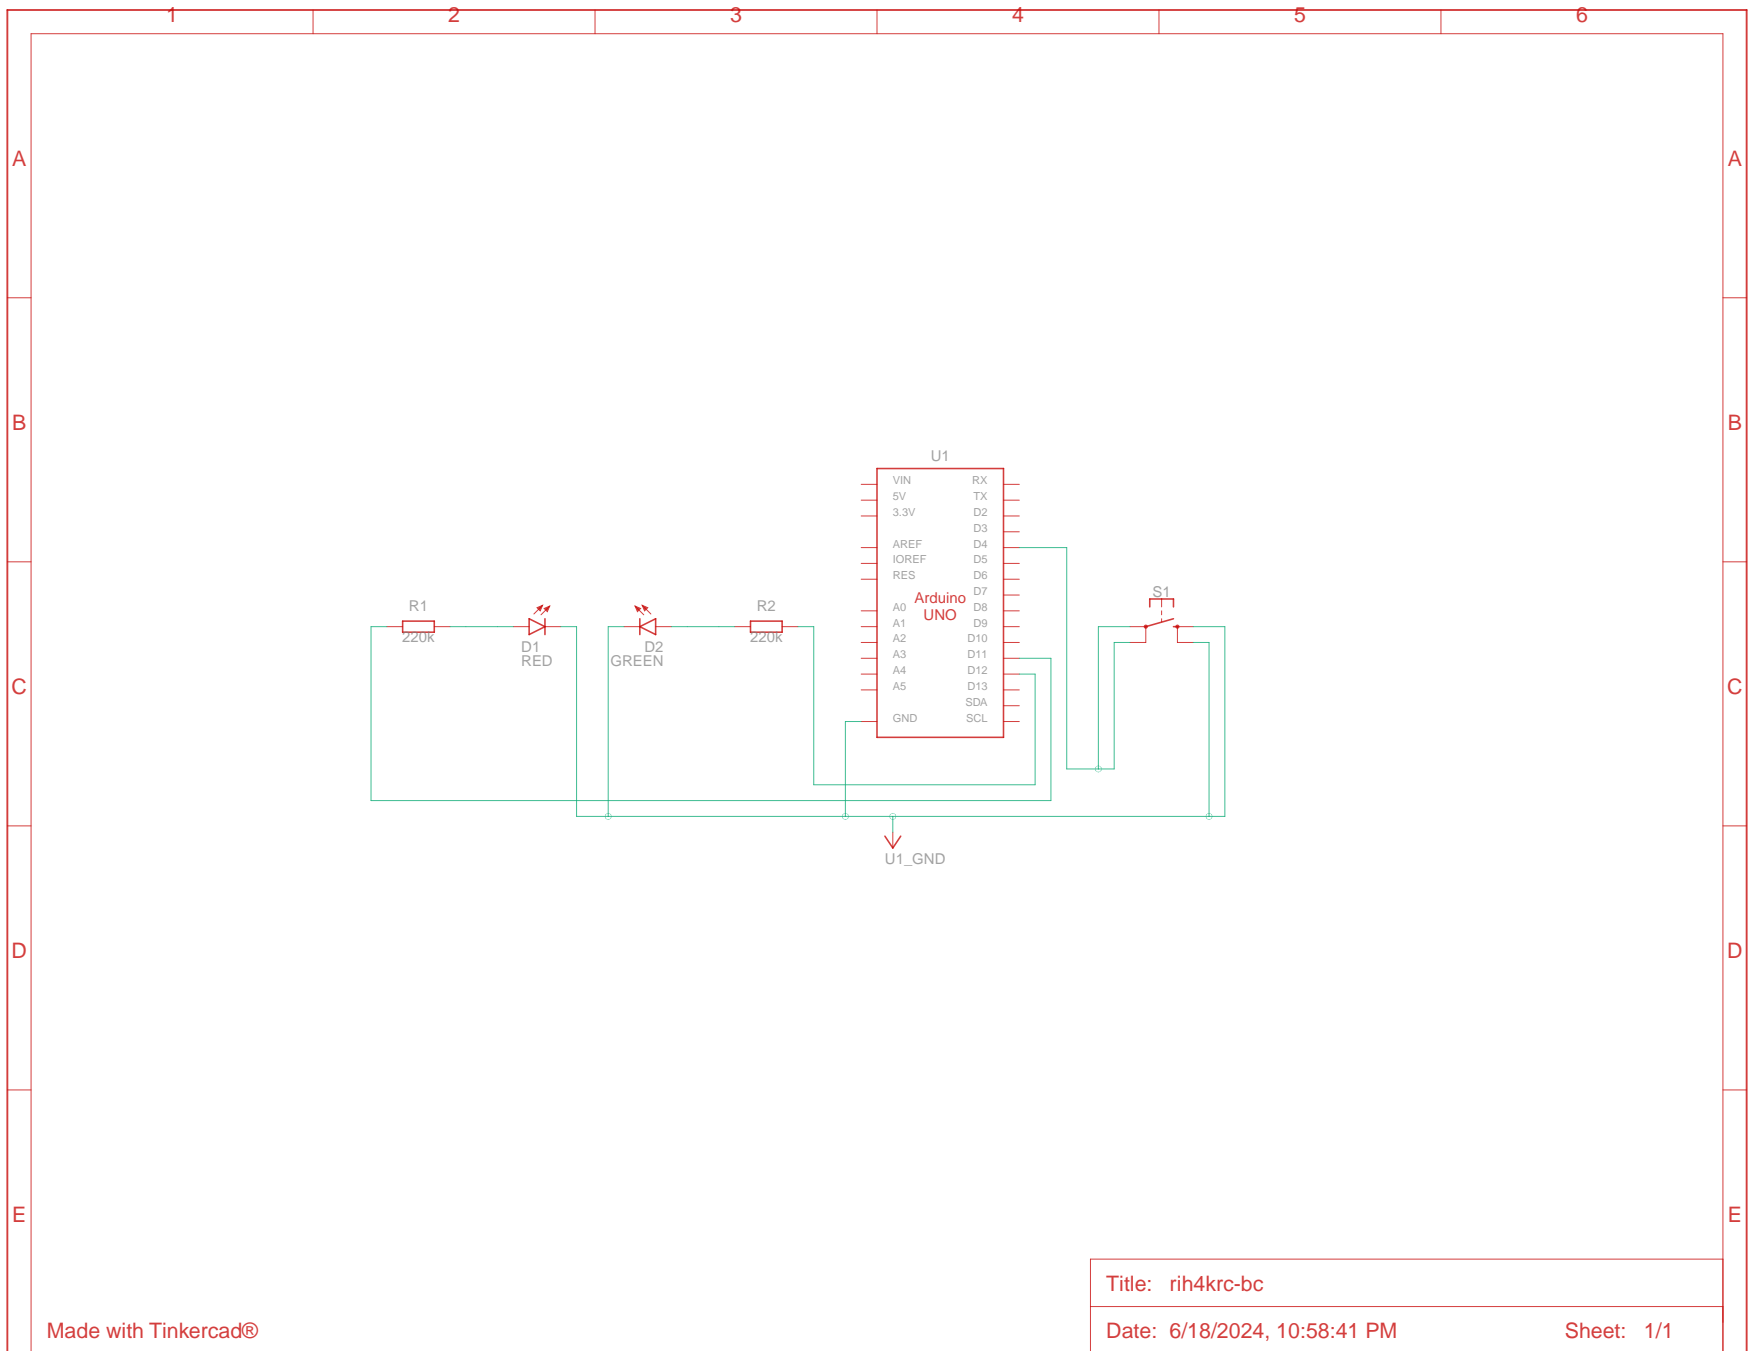 1 2 3 4 5 6
A A
B B
U1
VIN RX
5V TX
3.3V D2
D3
AREF D4
IOREF D5
RES D6
D7
Arduino
UNO
A0 D8
A1 D9
A2 D10
A3 D11
A4 D12
A5 D13
SDA
GND SCL
R1
220k
D1
RED
D2
GREEN
R2
220k
S1
C C
U1_GND
D D
E E
Title: rih4krc-bc
Made with Tinkercad®
Date: 6/18/2024, 10:58:41 PM Sheet: 1/1